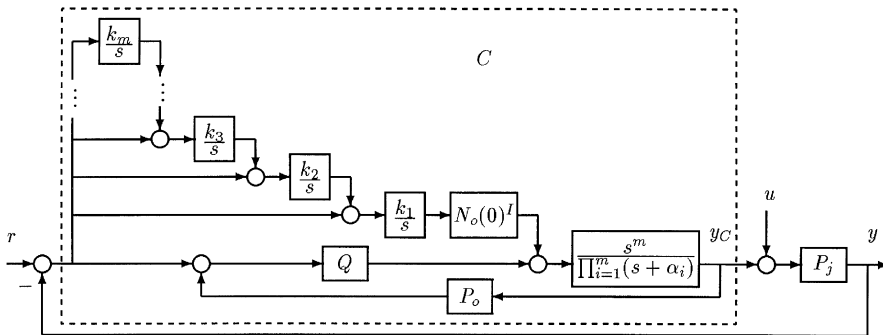 k_m
s
C
⋮ ⋮
k_3
s
k_2
s
u
k_1
s
N_o(0)^I
r
y_C
y
s^m
∏_{i=1}^m (s + α_i)
Q
P_j
−
P_o